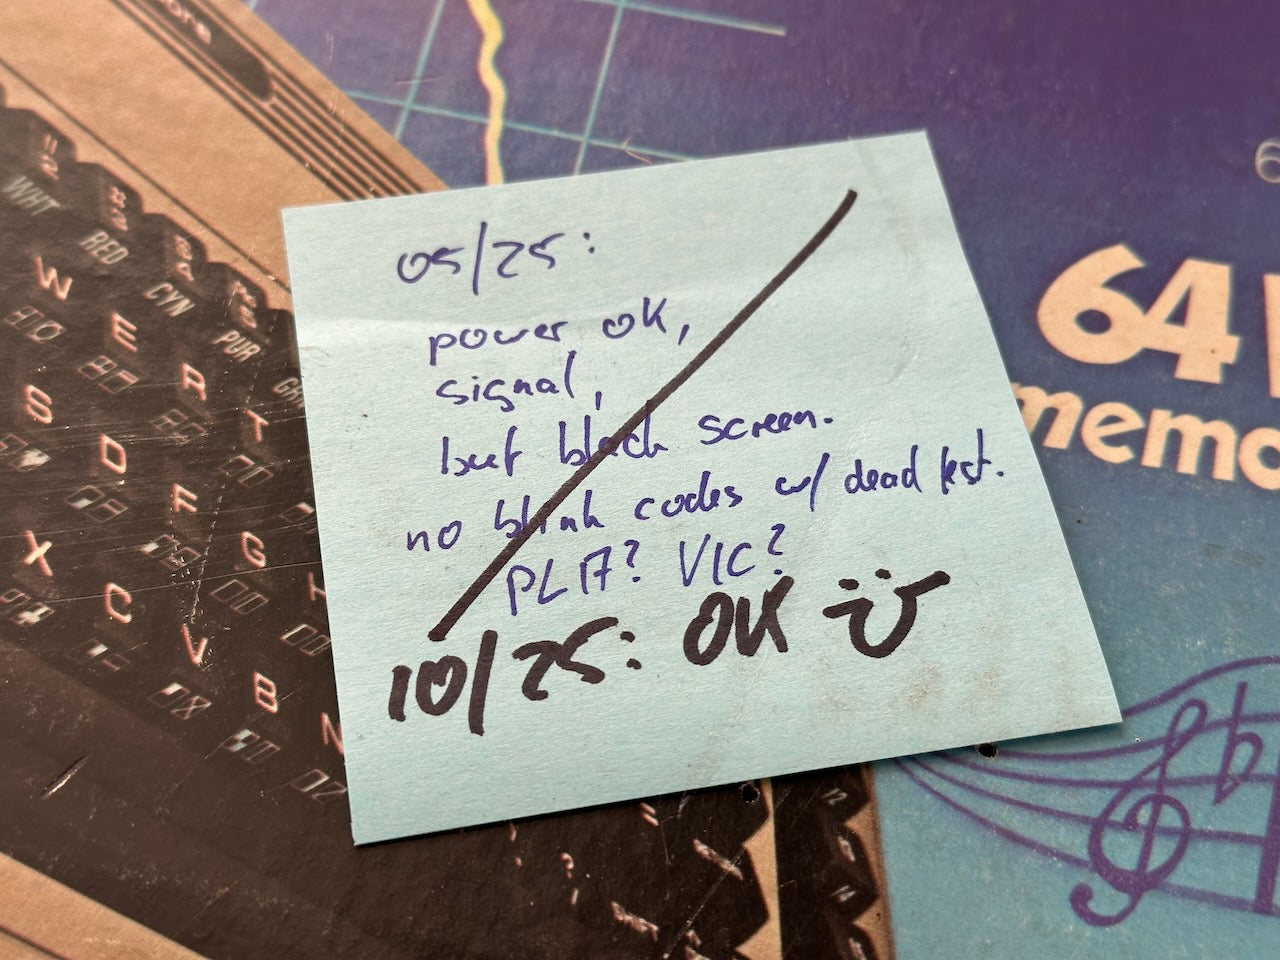 05/25:
power OK,
signal,
but black screen.
no blink codes w/ dead test.
PLA? VIC?
10/25: OK
64
memo
WHT
RED
CYN
PUR
W
E
R
T
S
D
F
G
X
C
V
B
N